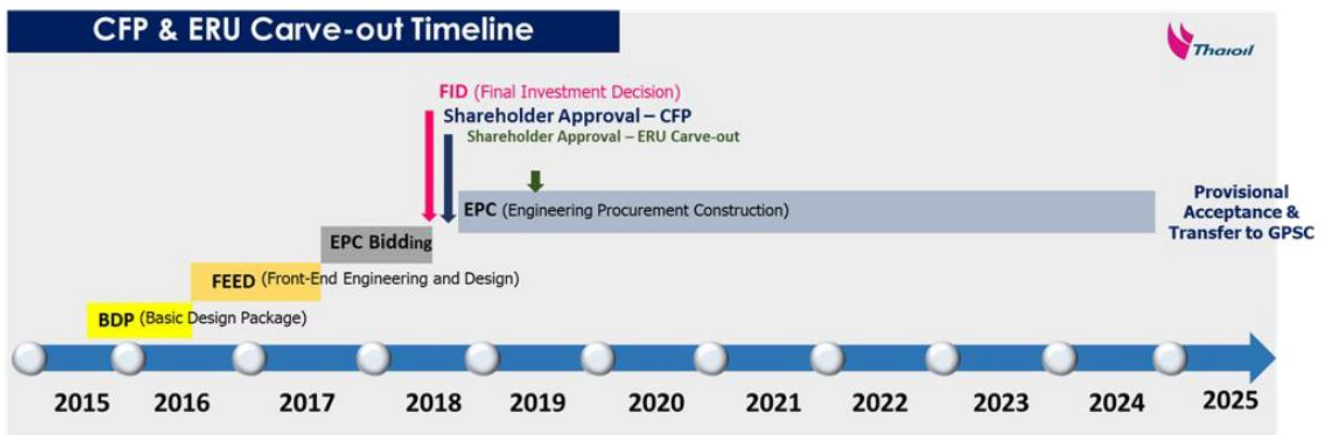 CFP & ERU Carve-out Timeline
Thaioil
FID (Final Investment Decision)
Shareholder Approval – CFP
Shareholder Approval – ERU Carve-out
EPC (Engineering Procurement Construction)
Provisional
Acceptance &
Transfer to GPSC
EPC Bidding
FEED (Front-End Engineering and Design)
BDP (Basic Design Package)
2015 2016 2017 2018 2019 2020 2021 2022 2023 2024 2025